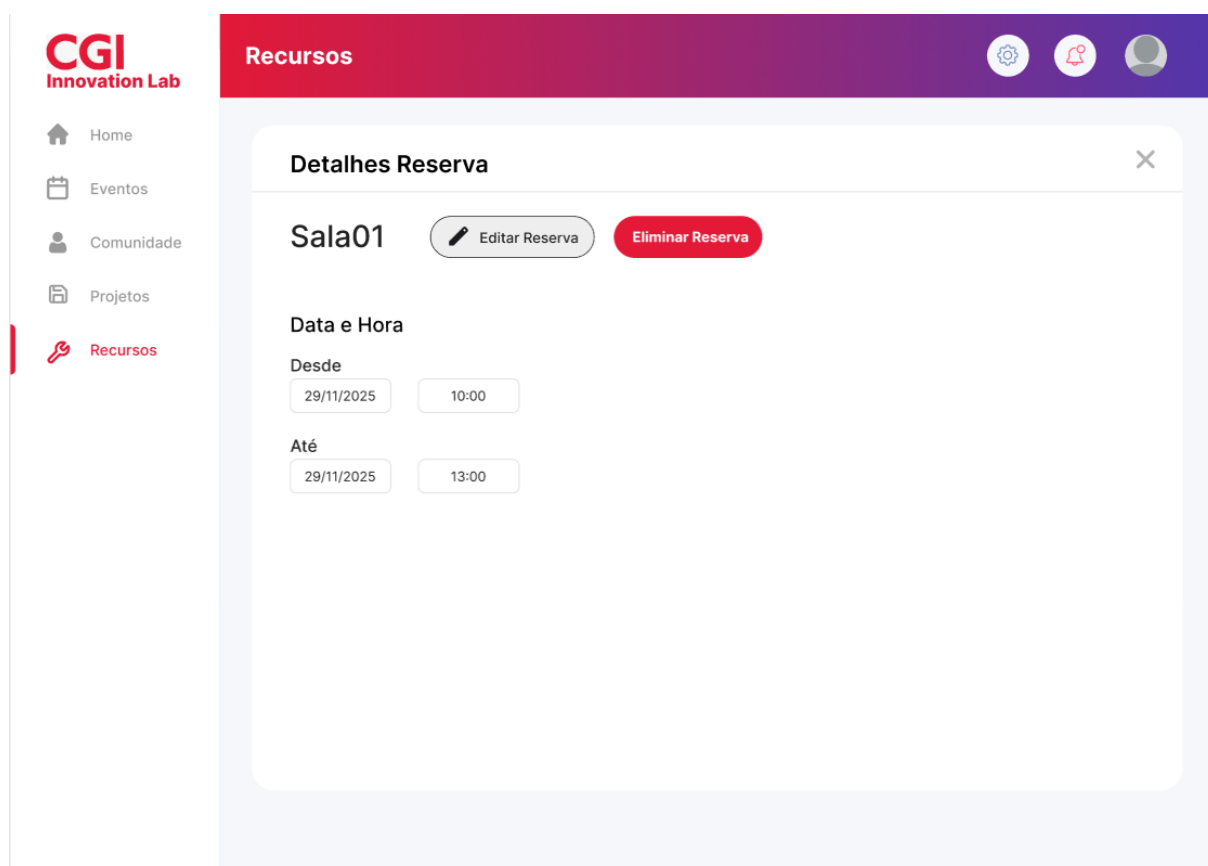 CGI
Innovation Lab
Recursos
Home
Eventos
Comunidade
Projetos
Recursos
Detalhes Reserva
Sala01
Editar Reserva
Eliminar Reserva
Data e Hora
Desde
29/11/2025 10:00
Até
29/11/2025 13:00